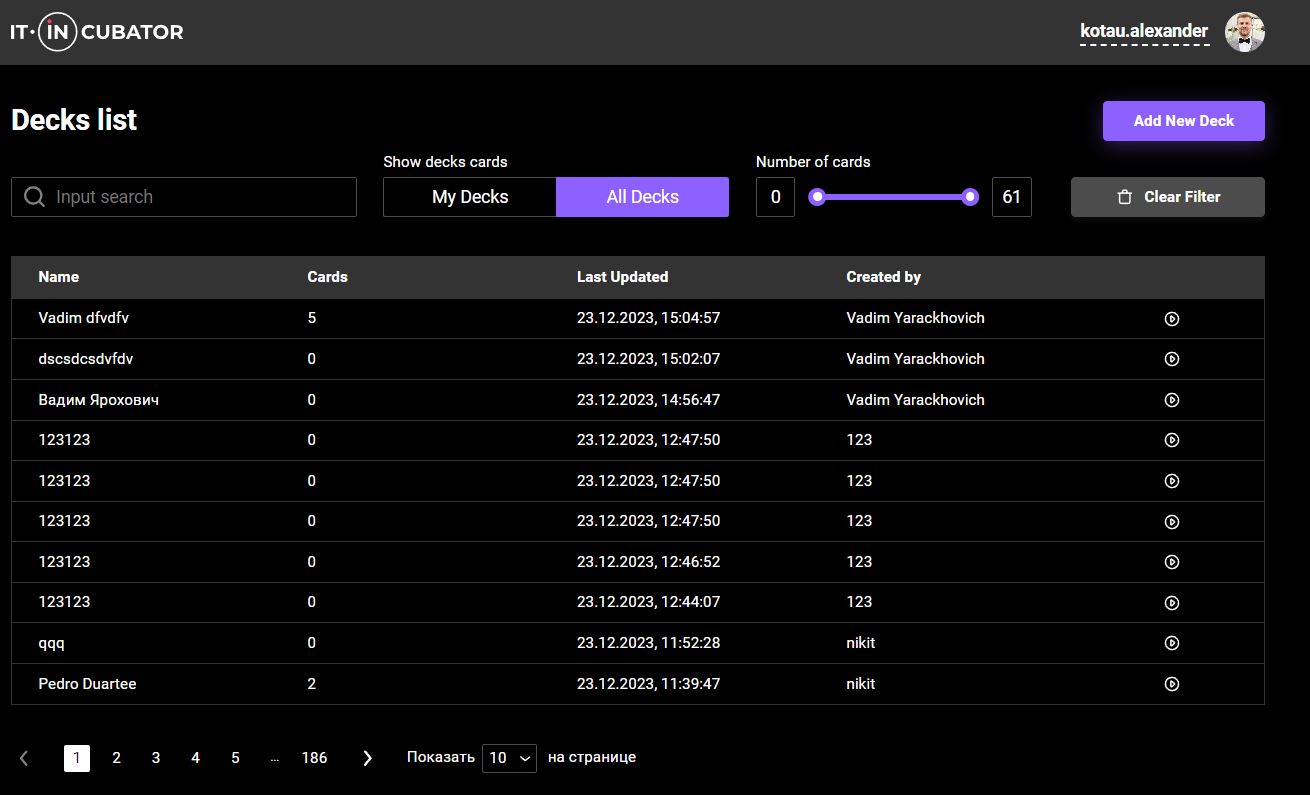 IT·INCUBATOR
kotau.alexander
Decks list
Add New Deck
Show decks cards
Number of cards
Input search
My Decks
All Decks
0
61
Clear Filter
Name Cards Last Updated Created by
Vadim dfvdfv 5 23.12.2023, 15:04:57 Vadim Yarackhovich
dscsdcsdvfdv 0 23.12.2023, 15:02:07 Vadim Yarackhovich
Вадим Ярохович 0 23.12.2023, 14:56:47 Vadim Yarackhovich
123123 0 23.12.2023, 12:47:50 123
123123 0 23.12.2023, 12:47:50 123
123123 0 23.12.2023, 12:47:50 123
123123 0 23.12.2023, 12:46:52 123
123123 0 23.12.2023, 12:44:07 123
qqq 0 23.12.2023, 11:52:28 nikit
Pedro Duartee 2 23.12.2023, 11:39:47 nikit
1 2 3 4 5 ... 186 Показать 10 на странице